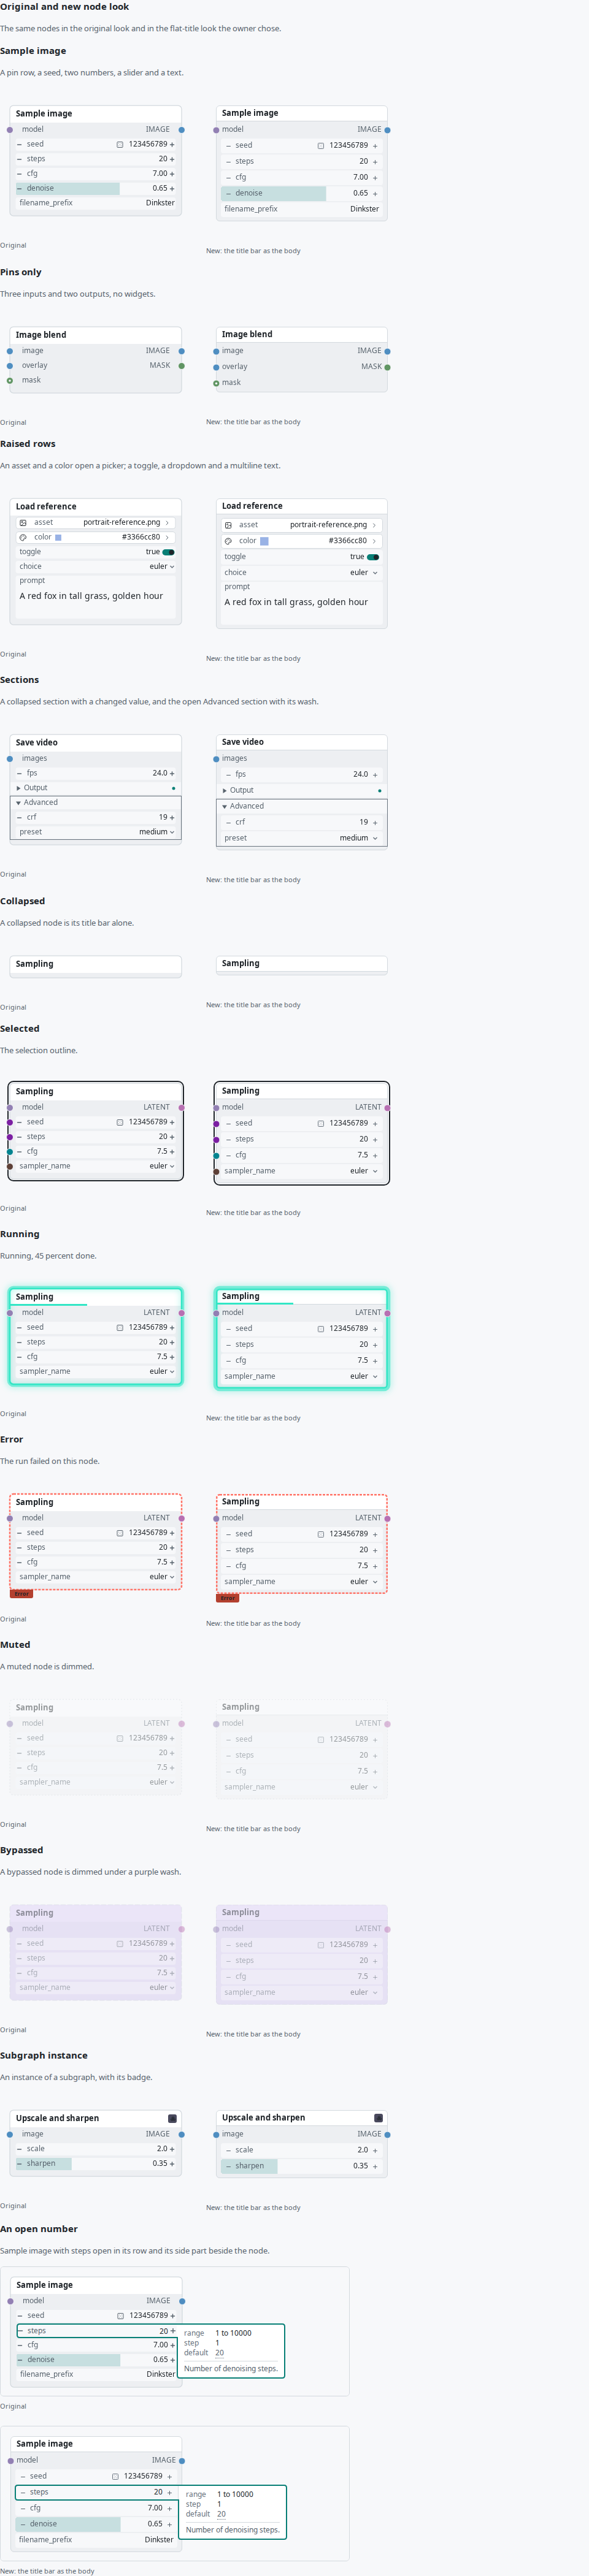 Original and new node look
The same nodes in the original look and in the flat-title look the owner chose.
Sample image
A pin row, a seed, two numbers, a slider and a text.
Sample image
model IMAGE
seed 123456789 +
steps 20 +
cfg 7.00 +
denoise 0.65 +
filename_prefix Dinkster
Original
Sample image
model IMAGE
seed 123456789 +
steps 20 +
cfg 7.00 +
denoise 0.65 +
filename_prefix Dinkster
New: the title bar as the body
Pins only
Three inputs and two outputs, no widgets.
Image blend
image IMAGE
overlay MASK
mask
Original
Image blend
image IMAGE
overlay MASK
mask
New: the title bar as the body
Raised rows
An asset and a color open a picker; a toggle, a dropdown and a multiline text.
Load reference
asset portrait-reference.png
color #3366cc80
toggle true
choice euler
prompt
A red fox in tall grass, golden hour
Original
Load reference
asset portrait-reference.png
color #3366cc80
toggle true
choice euler
prompt
A red fox in tall grass, golden hour
New: the title bar as the body
Sections
A collapsed section with a changed value, and the open Advanced section with its wash.
Save video
images
fps 24.0 +
Output
Advanced
crf 19 +
preset medium
Original
Save video
images
fps 24.0 +
Output
Advanced
crf 19 +
preset medium
New: the title bar as the body
Collapsed
A collapsed node is its title bar alone.
Sampling
Original
Sampling
New: the title bar as the body
Selected
The selection outline.
Sampling
model LATENT
seed 123456789 +
steps 20 +
cfg 7.5 +
sampler_name euler
Original
Sampling
model LATENT
seed 123456789 +
steps 20 +
cfg 7.5 +
sampler_name euler
New: the title bar as the body
Running
Running, 45 percent done.
Sampling
model LATENT
seed 123456789 +
steps 20 +
cfg 7.5 +
sampler_name euler
Original
Sampling
model LATENT
seed 123456789 +
steps 20 +
cfg 7.5 +
sampler_name euler
New: the title bar as the body
Error
The run failed on this node.
Sampling
model LATENT
seed 123456789 +
steps 20 +
cfg 7.5 +
sampler_name euler
Error
Original
Sampling
model LATENT
seed 123456789 +
steps 20 +
cfg 7.5 +
sampler_name euler
Error
New: the title bar as the body
Muted
A muted node is dimmed.
Sampling
model LATENT
seed 123456789 +
steps 20 +
cfg 7.5 +
sampler_name euler
Original
Sampling
model LATENT
seed 123456789 +
steps 20 +
cfg 7.5 +
sampler_name euler
New: the title bar as the body
Bypassed
A bypassed node is dimmed under a purple wash.
Sampling
model LATENT
seed 123456789 +
steps 20 +
cfg 7.5 +
sampler_name euler
Original
Sampling
model LATENT
seed 123456789 +
steps 20 +
cfg 7.5 +
sampler_name euler
New: the title bar as the body
Subgraph instance
An instance of a subgraph, with its badge.
Upscale and sharpen
image IMAGE
scale 2.0 +
sharpen 0.35 +
Original
Upscale and sharpen
image IMAGE
scale 2.0 +
sharpen 0.35 +
New: the title bar as the body
An open number
Sample image with steps open in its row and its side part beside the node.
Sample image
model IMAGE
seed 123456789 +
steps 20 +
cfg 7.00 +
denoise 0.65 +
filename_prefix Dinkster
range 1 to 10000
step 1
default 20
Number of denoising steps.
Original
Sample image
model IMAGE
seed 123456789 +
steps 20 +
cfg 7.00 +
denoise 0.65 +
filename_prefix Dinkster
range 1 to 10000
step 1
default 20
Number of denoising steps.
New: the title bar as the body